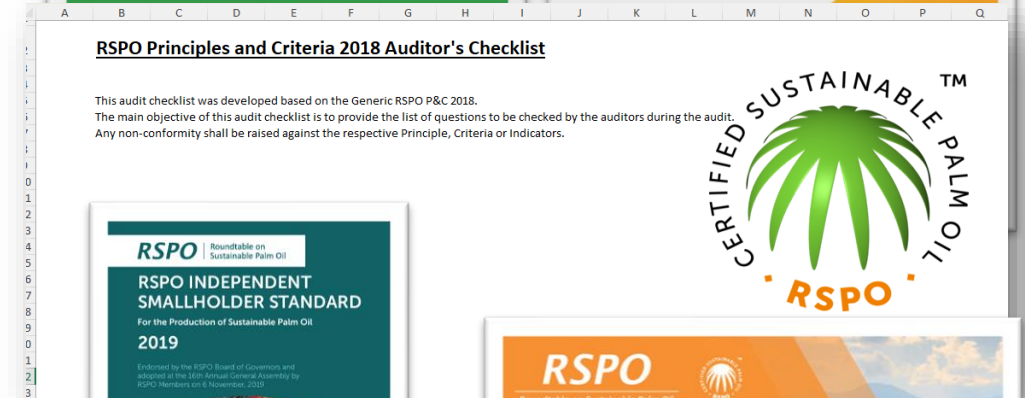 A B C D E F G H I J K L M N O P Q
RSPO Principles and Criteria 2018 Auditor's Checklist
This audit checklist was developed based on the Generic RSPO P&C 2018.
The main objective of this audit checklist is to provide the list of questions to be checked by the auditors during the audit.
Any non-conformity shall be raised against the respective Principle, Criteria or Indicators.
CERTIFIED SUSTAINABLE PALM OIL
TM
RSPO
RSPO
Roundtable on
Sustainable Palm Oil
RSPO INDEPENDENT
SMALLHOLDER STANDARD
For the Production of Sustainable Palm Oil
2019
Endorsed by the RSPO Board of Governors and
adopted at the 16th Annual General Assembly by
RSPO Members on 6 November, 2019
RSPO